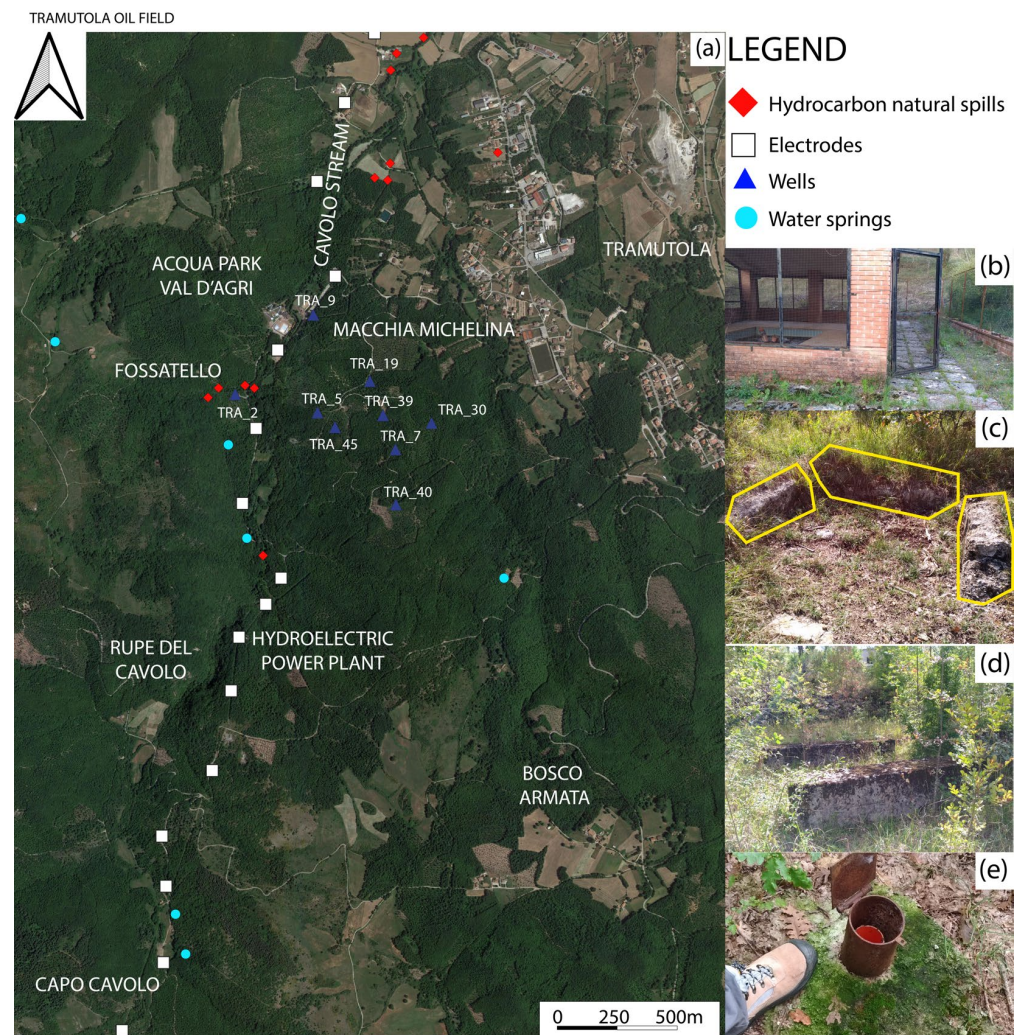 TRAMUTOLA OIL FIELD
(a)
LEGEND
Hydrocarbon natural spills
Electrodes
Wells
Water springs
CAVOLO STREAM
TRAMUTOLA
ACQUA PARK
VAL D'AGRI
TRA_9
MACCHIA MICHELINA
FOSSATELLO
TRA_19
TRA_2
TRA_5
TRA_39
TRA_30
TRA_45
TRA_7
TRA_40
RUPE DEL
CAVOLO
HYDROELECTRIC
POWER PLANT
BOSCO
ARMATA
CAPO CAVOLO
0 250 500m
(b)
(c)
(d)
(e)